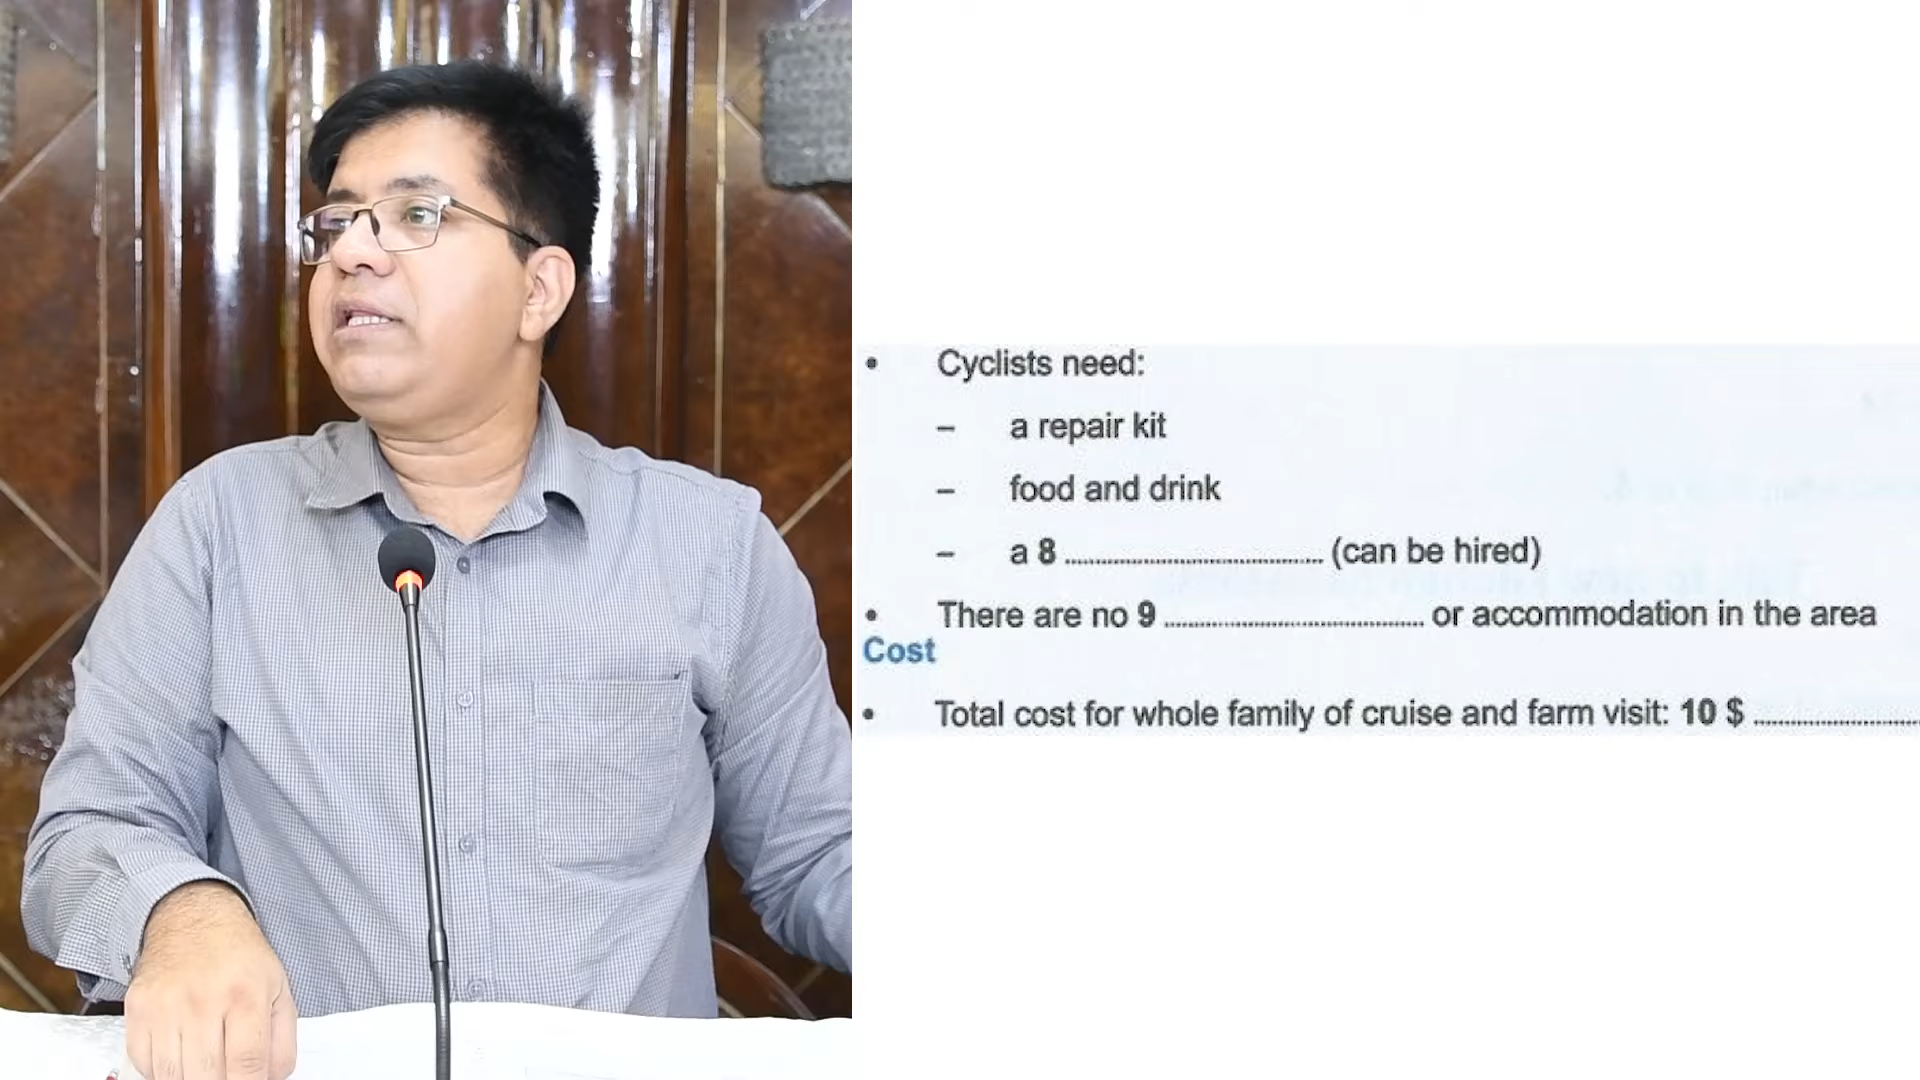 • Cyclists need:
– a repair kit
– food and drink
– a 8 ........................................ (can be hired)
• There are no 9 ........................................ or accommodation in the area
Cost
• Total cost for whole family of cruise and farm visit: 10 $ ..........................